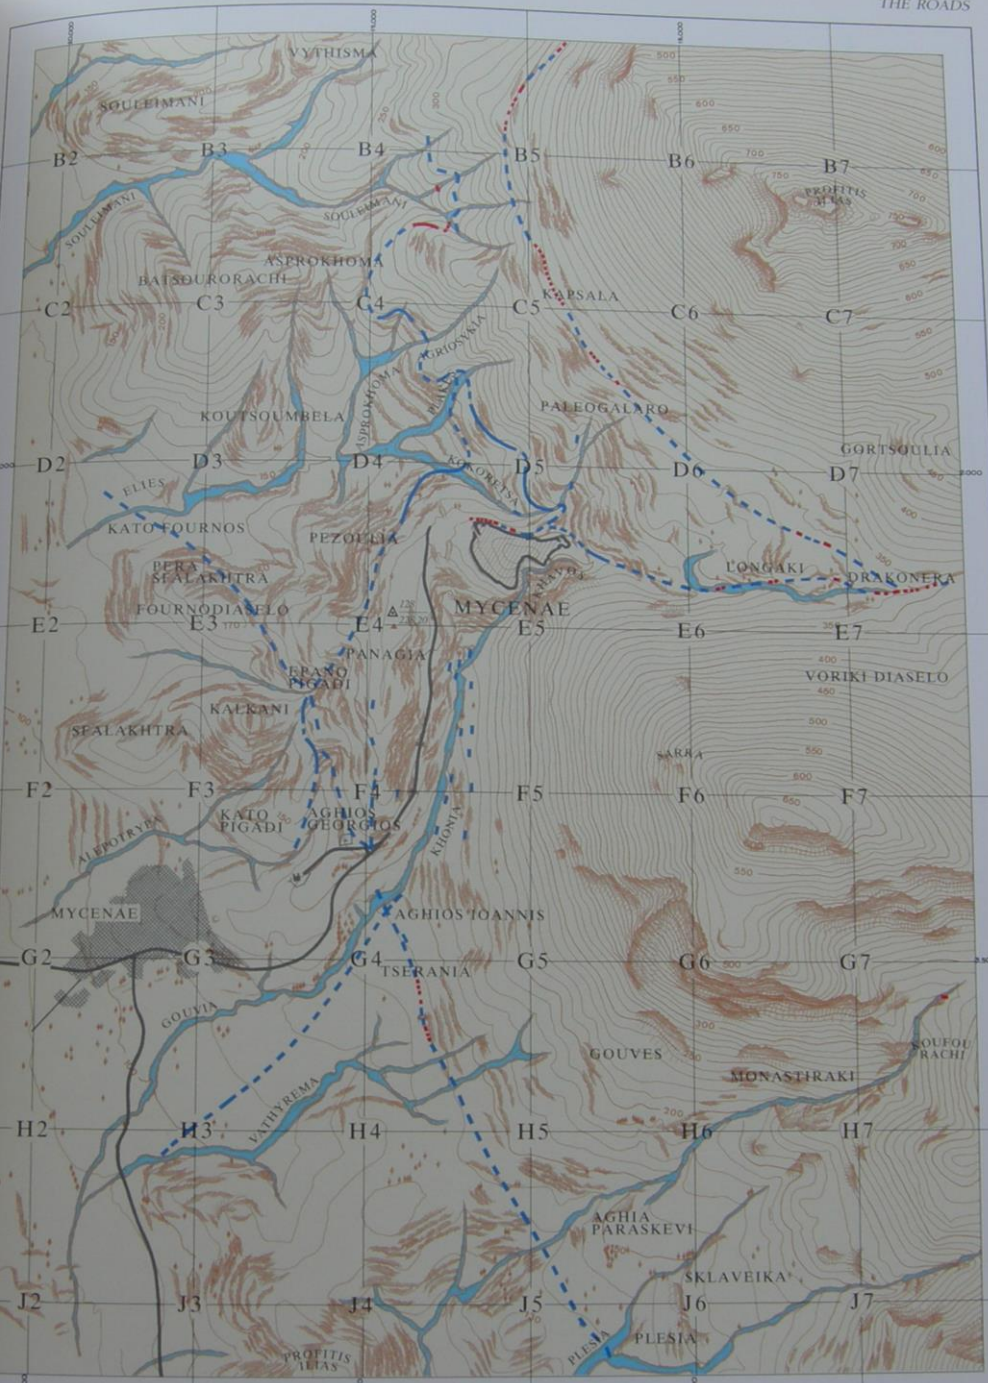 THE ROADS
VYTHISMA
SOULEIMANI
B2
B3
B4
B5
B6
B7
PROFITIS
ILIAS
SOULEIMANI
SOULEIMANI
ASPROKHOMA
BATSOURORACHI
KAPSALA
C2
C3
C4
C5
C6
C7
AGRIOSYKIA
ASPROKHOMA
PALEOGALARO
KOUTSOUMBELA
GORTSOULIA
D2
D3
D4
D5
D6
D7
KOKORETSA
ELIES
KATO FOURNOS
PEZOULIA
PERA
SFALAKHTRA
LONGAKI
DRAKONERA
KHAVOS
FOURNODIASELO
MYCENAE
E2
E3
E4
E5
E6
E7
PANAGIA
EPANO
PIGADI
VORIKI DIASELO
KALKANI
SFALAKHTRA
SARRA
F2
F3
F4
F5
F6
F7
KATO
PIGADI
AGHIOS
GEORGIOS
ALEPOTRYPA
KHONIA
MYCENAE
AGHIOS IOANNIS
G2
G3
G4
G5
G6
G7
TSERANIA
GOUVIA
GOUVES
SOUFOU
RACHI
MONASTIRAKI
VATHYREMA
H2
H3
H4
H5
H6
H7
AGHIA
PARASKEVI
SKLAVEIKA
J2
J3
J4
J5
J6
J7
PLESIA
PLESIA
PROFITIS
ILIAS